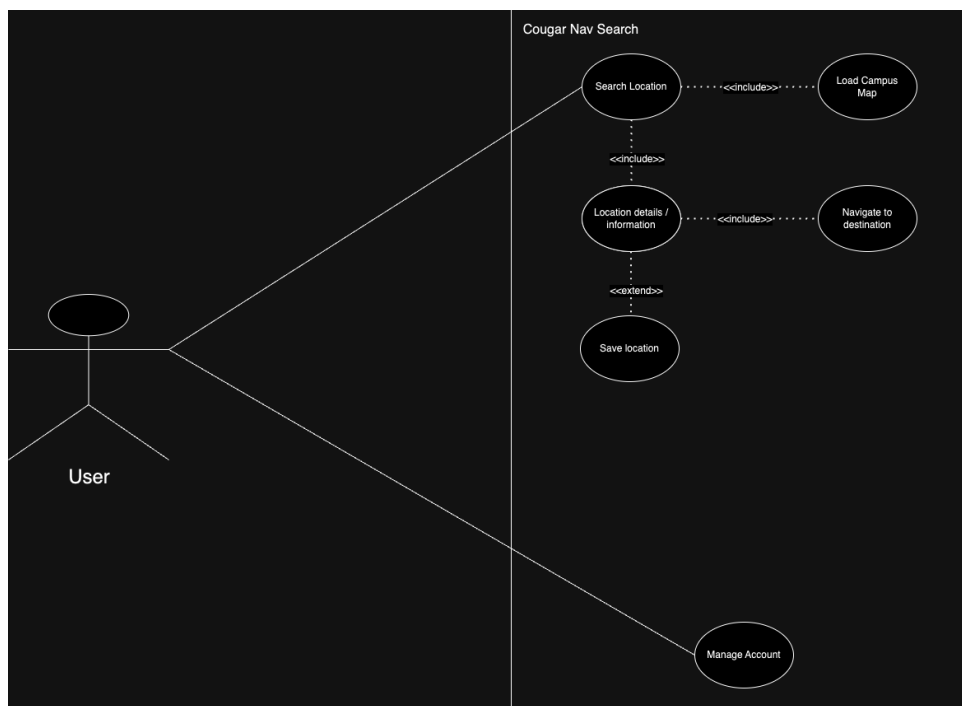 Cougar Nav Search
Search Location
<<include>>
Load Campus
Map
<<include>>
Location details /
information
<<include>>
Navigate to
destination
<<extend>>
Save location
User
Manage Account